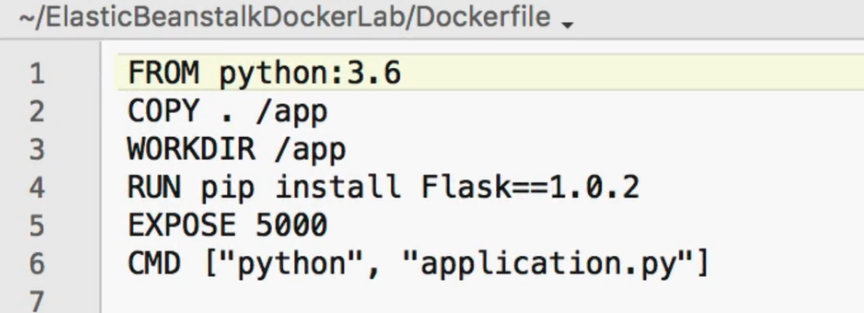 ~/ElasticBeanstalkDockerLab/Dockerfile
1 FROM python:3.6
2 COPY . /app
3 WORKDIR /app
4 RUN pip install Flask==1.0.2
5 EXPOSE 5000
6 CMD ["python", "application.py"]
7